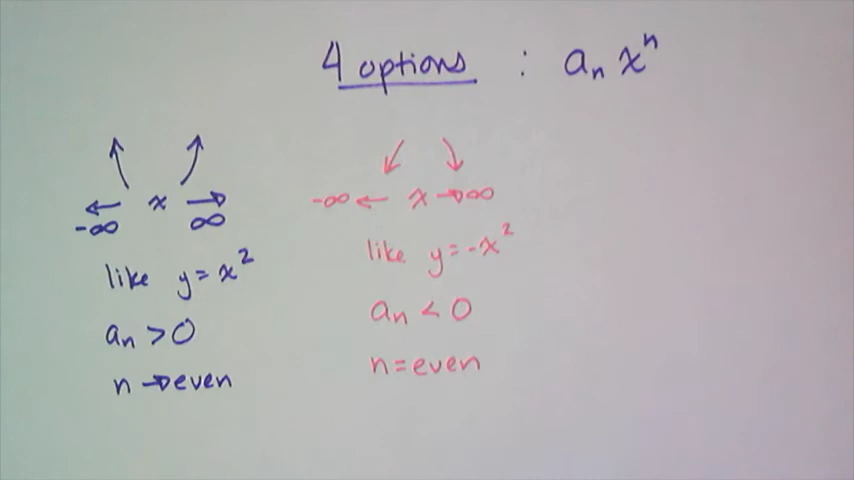 4 options : aₙ xⁿ
-∞ ← x → ∞
like y = x²
aₙ > 0
n → even
-∞ ← x → ∞
like y = -x²
aₙ < 0
n = even